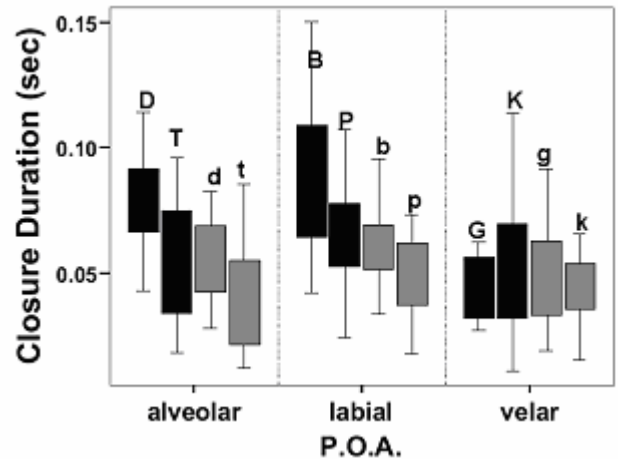 Closure Duration (sec)
0.15
0.10
0.05
D
T
d
t
B
P
b
p
G
K
g
k
alveolar
labial
velar
P.O.A.